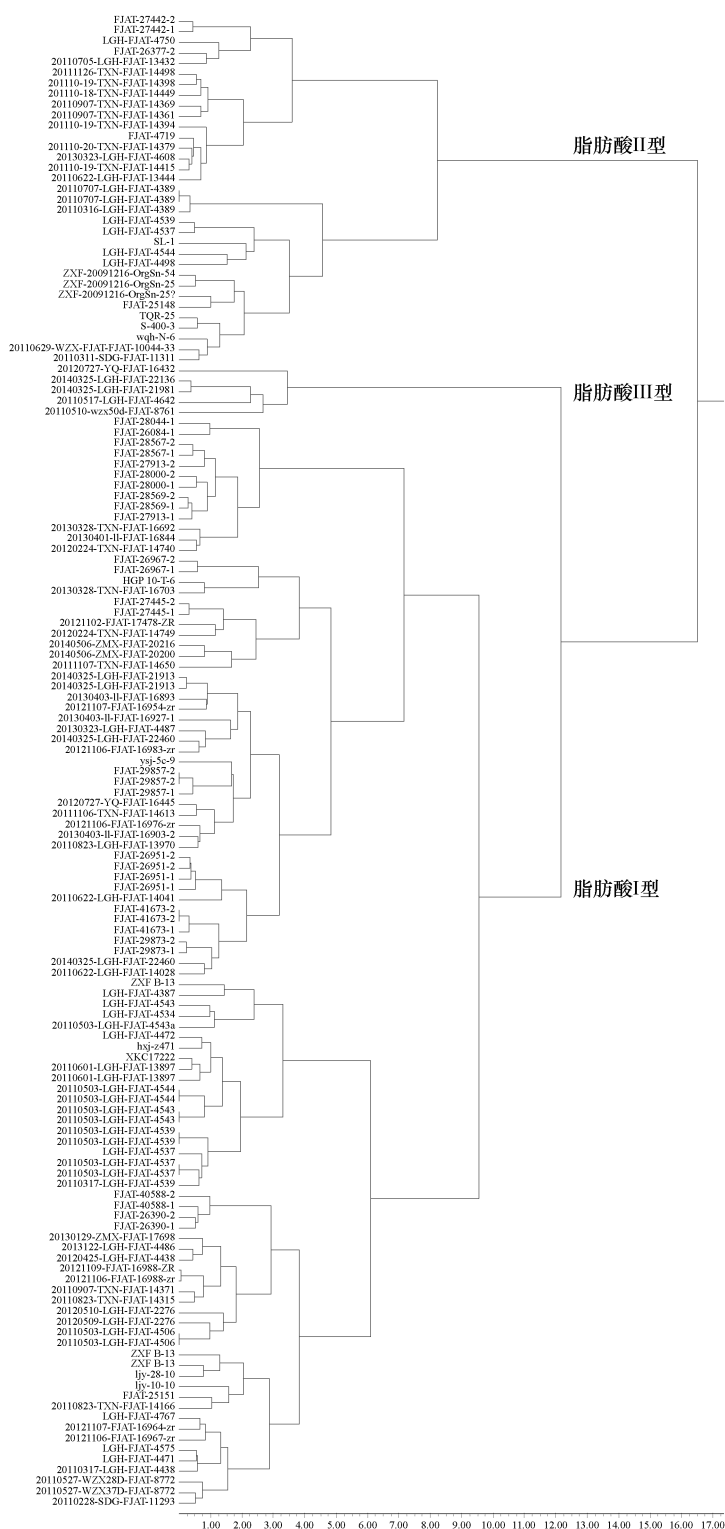 FJAT-27442-2
FJAT-27442-1
LGH-FJAT-4750
FJAT-26377-2
20110705-LGH-FJAT-13432
20111126-TXN-FJAT-14498
201110-19-TXN-FJAT-14398
201110-18-TXN-FJAT-14449
20110907-TXN-FJAT-14369
20110907-TXN-FJAT-14361
201110-19-TXN-FJAT-14394
FJAT-4719
201110-20-TXN-FJAT-14379
20130323-LGH-FJAT-4608
201110-19-TXN-FJAT-14415
20110622-LGH-FJAT-13444
脂肪酸II型
20110707-LGH-FJAT-4389
20110707-LGH-FJAT-4389
20110316-LGH-FJAT-4389
LGH-FJAT-4539
LGH-FJAT-4537
SL-1
LGH-FJAT-4544
LGH-FJAT-4498
ZXF-20091216-OrgSn-54
ZXF-20091216-OrgSn-25
ZXF-20091216-OrgSn-25?
FJAT-25148
TQR-25
S-400-3
wqh-N-6
20110629-WZX-FJAT-FJAT-10044-33
20110311-SDG-FJAT-11311
20120727-YQ-FJAT-16432
20140325-LGH-FJAT-22136
20140325-LGH-FJAT-21981
脂肪酸III型
20110517-LGH-FJAT-4642
20110510-wzx50d-FJAT-8761
FJAT-28044-1
FJAT-26084-1
FJAT-28567-2
FJAT-28567-1
FJAT-27913-2
FJAT-28000-2
FJAT-28000-1
FJAT-28569-2
FJAT-28569-1
FJAT-27913-1
20130328-TXN-FJAT-16692
20130401-ll-FJAT-16844
20120224-TXN-FJAT-14740
FJAT-26967-2
FJAT-26967-1
HGP 10-T-6
20130328-TXN-FJAT-16703
FJAT-27445-2
FJAT-27445-1
20121102-FJAT-17478-ZR
20120224-TXN-FJAT-14749
20140506-ZMX-FJAT-20216
20140506-ZMX-FJAT-20200
20111107-TXN-FJAT-14650
20140325-LGH-FJAT-21913
20140325-LGH-FJAT-21913
20130403-ll-FJAT-16893
20121107-FJAT-16954-zr
20130403-ll-FJAT-16927-1
20130323-LGH-FJAT-4487
20140325-LGH-FJAT-22460
20121106-FJAT-16983-zr
ysj-5c-9
FJAT-29857-2
FJAT-29857-2
FJAT-29857-1
20120727-YQ-FJAT-16445
20111106-TXN-FJAT-14613
20121106-FJAT-16976-zr
20130403-ll-FJAT-16903-2
20110823-LGH-FJAT-13970
FJAT-26951-2
FJAT-26951-2
FJAT-26951-1
FJAT-26951-1
脂肪酸I型
20110622-LGH-FJAT-14041
FJAT-41673-2
FJAT-41673-2
FJAT-41673-1
FJAT-29873-2
FJAT-29873-1
20140325-LGH-FJAT-22460
20110622-LGH-FJAT-14028
ZXF B-13
LGH-FJAT-4387
LGH-FJAT-4543
LGH-FJAT-4534
20110503-LGH-FJAT-4543a
LGH-FJAT-4472
hxj-z471
XKC17222
20110601-LGH-FJAT-13897
20110601-LGH-FJAT-13897
20110503-LGH-FJAT-4544
20110503-LGH-FJAT-4544
20110503-LGH-FJAT-4543
20110503-LGH-FJAT-4543
20110503-LGH-FJAT-4539
20110503-LGH-FJAT-4539
LGH-FJAT-4537
20110503-LGH-FJAT-4537
20110503-LGH-FJAT-4537
20110317-LGH-FJAT-4539
FJAT-40588-2
FJAT-40588-1
FJAT-26390-2
FJAT-26390-1
20130129-ZMX-FJAT-17698
2013122-LGH-FJAT-4486
20120425-LGH-FJAT-4438
20121109-FJAT-16988-ZR
20121106-FJAT-16988-zr
20110907-TXN-FJAT-14371
20110823-TXN-FJAT-14315
20120510-LGH-FJAT-2276
20120509-LGH-FJAT-2276
20110503-LGH-FJAT-4506
20110503-LGH-FJAT-4506
ZXF B-13
ZXF B-13
ljy-28-10
ljy-10-10
FJAT-25151
20110823-TXN-FJAT-14166
LGH-FJAT-4767
20121107-FJAT-16964-zr
20121106-FJAT-16967-zr
LGH-FJAT-4575
LGH-FJAT-4471
20110317-LGH-FJAT-4438
20110527-WZX28D-FJAT-8772
20110527-WZX37D-FJAT-8772
20110228-SDG-FJAT-11293
1.00 2.00 3.00 4.00 5.00 6.00 7.00 8.00 9.00 10.00 11.00 12.00 13.00 14.00 15.00 16.00 17.00